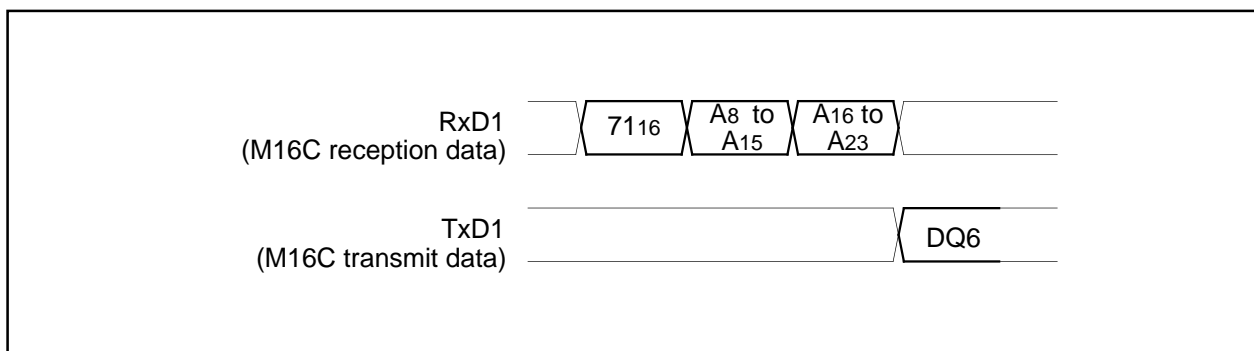 RxD1
(M16C reception data)
7116
A8 to
A15
A16 to
A23
TxD1
(M16C transmit data)
DQ6